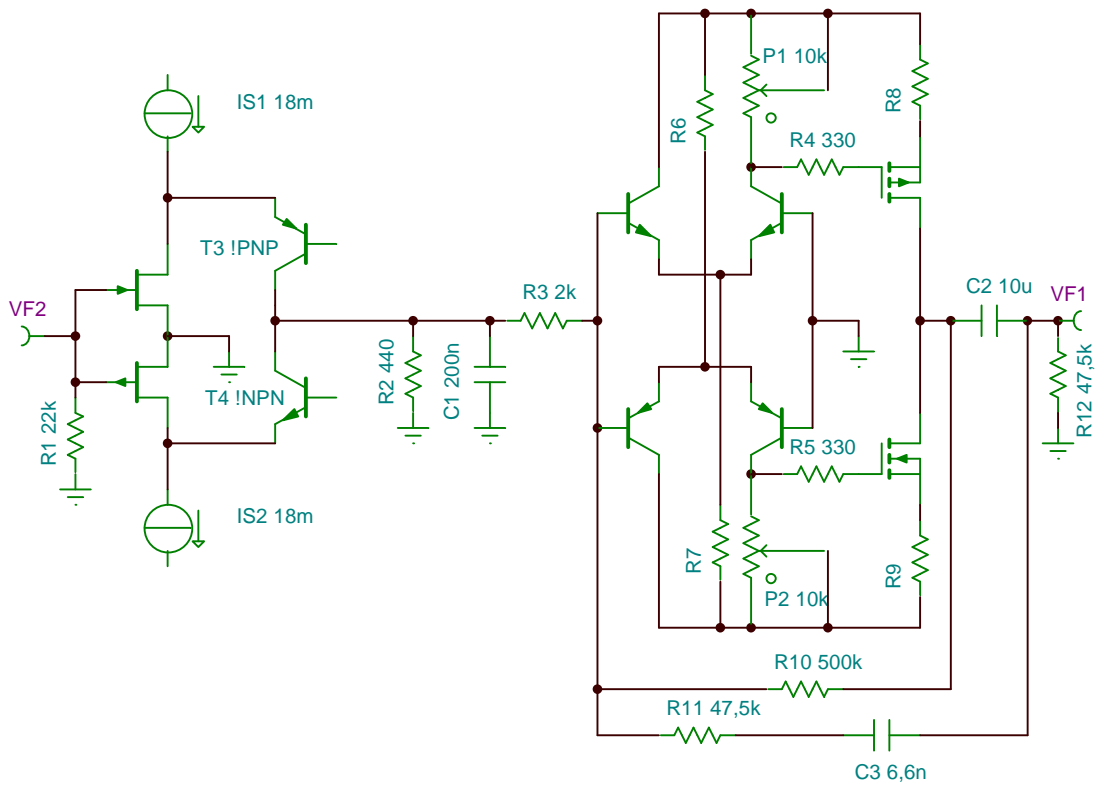 IS1 18m
P1 10k
R8
R6
R4 330
T3 !PNP
VF2
R3 2k
C2 10u
VF1
R2 440
C1 200n
T4 !NPN
R1 22k
R5 330
R12 47,5k
IS2 18m
R7
R9
P2 10k
R10 500k
R11 47,5k
C3 6,6n